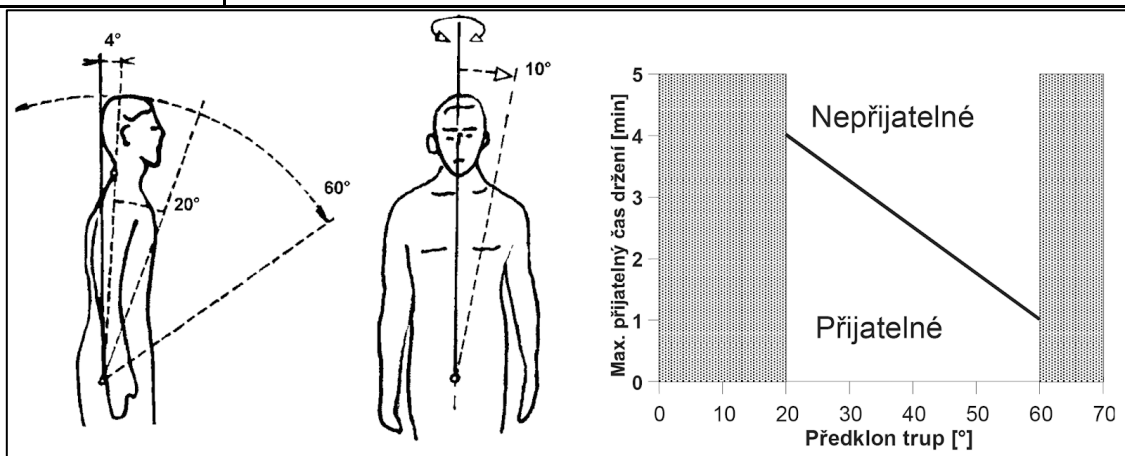 4°
20°
60°
10°
Max. přijatelný čas držení [min]
5
4
3
2
1
0
Nepřijatelné
Přijatelné
0 10 20 30 40 50 60 70
Předklon trup [°]